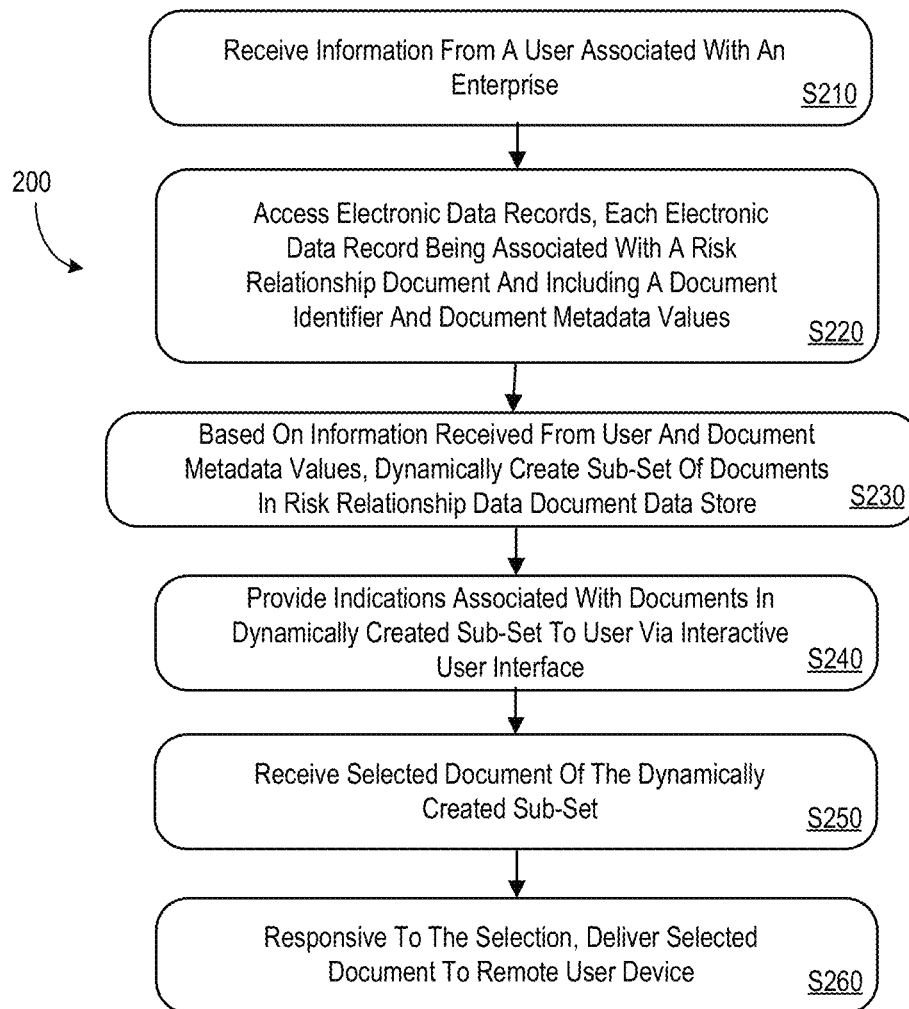 Receive Information From A User Associated With An
Enterprise
S210
200
Access Electronic Data Records, Each Electronic
Data Record Being Associated With A Risk
Relationship Document And Including A Document
Identifier And Document Metadata Values
S220
Based On Information Received From User And Document
Metadata Values, Dynamically Create Sub-Set Of Documents
In Risk Relationship Data Document Data Store
S230
Provide Indications Associated With Documents In
Dynamically Created Sub-Set To User Via Interactive
User Interface
S240
Receive Selected Document Of The Dynamically
Created Sub-Set
S250
Responsive To The Selection, Deliver Selected
Document To Remote User Device
S260